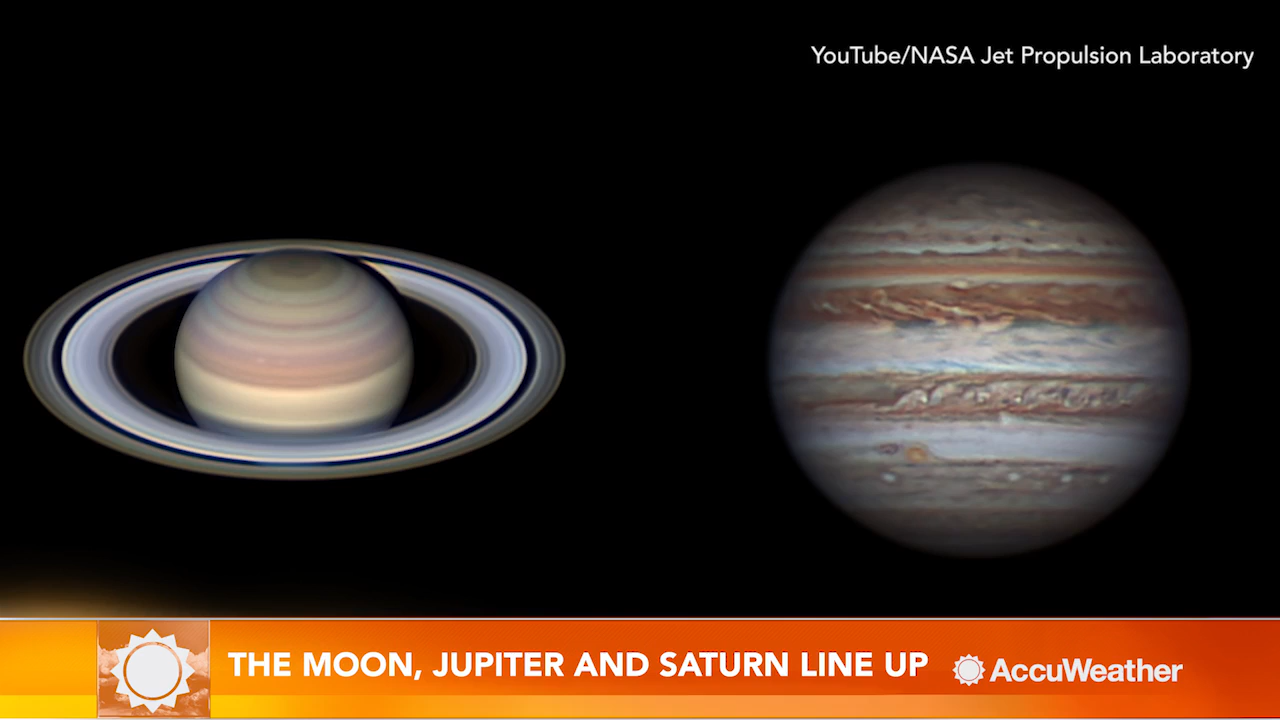 YouTube/NASA Jet Propulsion Laboratory
THE MOON, JUPITER AND SATURN LINE UP
AccuWeather